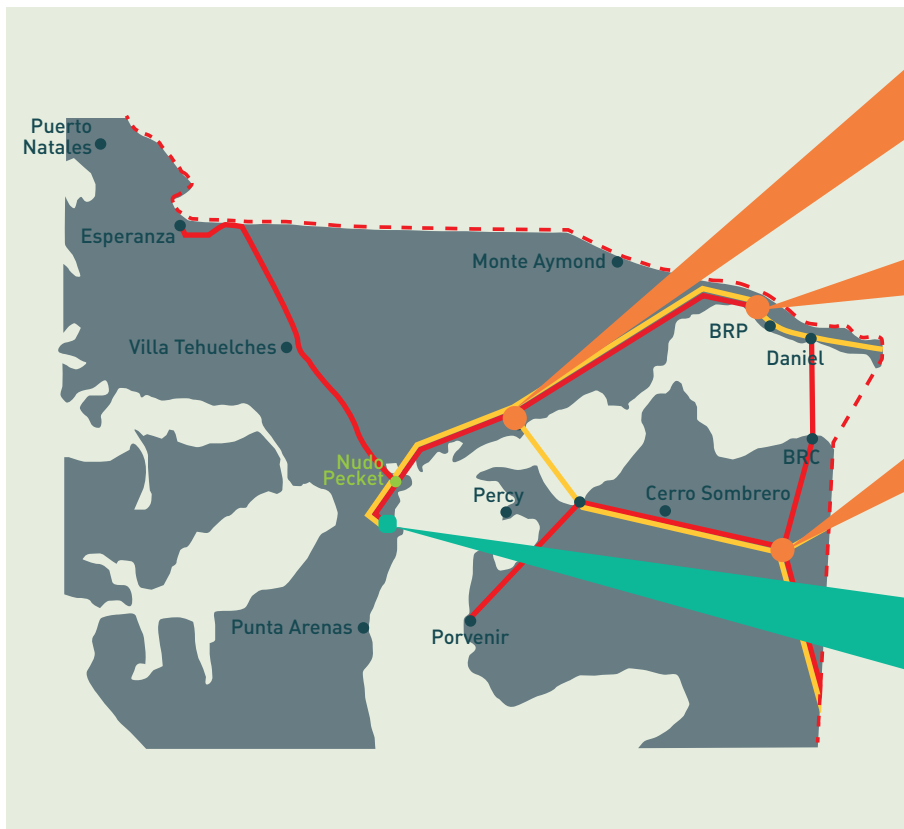 Puerto
Natales
Esperanza
Monte Aymond
BRP
Villa Tehuelches
Daniel
Nudo
Pecket
BRC
Percy
Cerro Sombrero
Punta Arenas
Porvenir